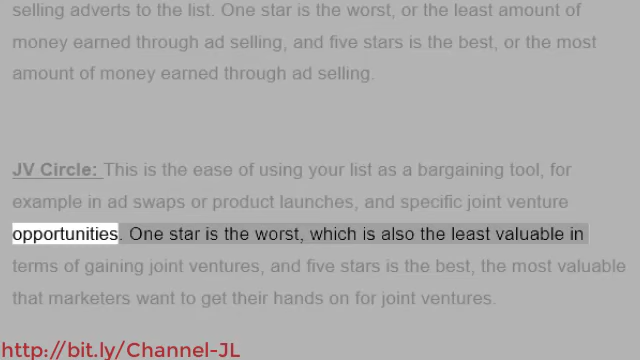 selling adverts to the list. One star is the worst, or the least amount of
money earned through ad selling, and five stars is the best, or the most
amount of money earned through ad selling.
JV Circle: This is the ease of using your list as a bargaining tool, for
example in ad swaps or product launches, and specific joint venture
opportunities. One star is the worst, which is also the least valuable in
terms of gaining joint ventures, and five stars is the best, the most valuable
that marketers want to get their hands on for joint ventures.
http://bit.ly/Channel-JL